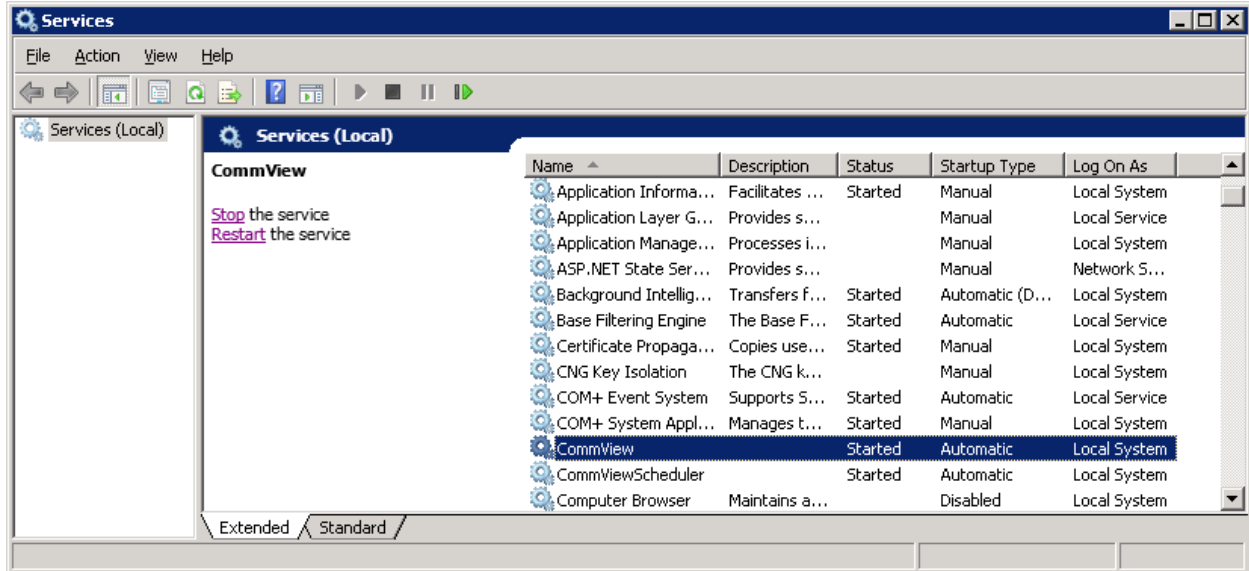 Services
File Action View Help
Services (Local)
Services (Local)
CommView
Stop the service
Restart the service
Name Description Status Startup Type Log On As
Application Informa... Facilitates ... Started Manual Local System
Application Layer G... Provides s... Manual Local Service
Application Manage... Processes i... Manual Local System
ASP.NET State Ser... Provides s... Manual Network S...
Background Intellig... Transfers f... Started Automatic (D... Local System
Base Filtering Engine The Base F... Started Automatic Local Service
Certificate Propaga... Copies use... Started Manual Local System
CNG Key Isolation The CNG k... Manual Local System
COM+ Event System Supports S... Started Automatic Local Service
COM+ System Appl... Manages t... Started Manual Local System
CommView Started Automatic Local System
CommViewScheduler Started Automatic Local System
Computer Browser Maintains a... Disabled Local System
Extended Standard